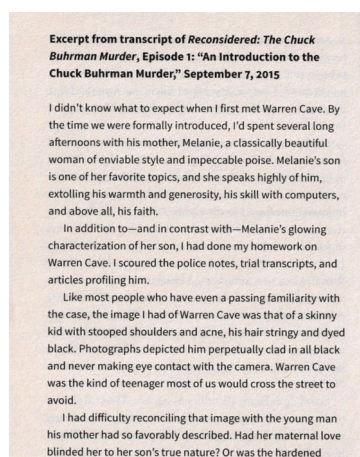 Excerpt from transcript of Reconsidered: The Chuck
Buhrman Murder, Episode 1: “An Introduction to the
Chuck Buhrman Murder,” September 7, 2015
I didn’t know what to expect when I first met Warren Cave. By
the time we were formally introduced, I’d spent several long
afternoons with his mother, Melanie, a classically beautiful
woman of enviable style and impeccable poise. Melanie’s son
is one of her favorite topics, and she speaks highly of him,
extolling his warmth and generosity, his skill with computers,
and above all, his faith.
In addition to—and in contrast with—Melanie’s glowing
characterization of her son, I had done my homework on
Warren Cave. I scoured the police notes, trial transcripts, and
articles profiling him.
Like most people who have even a passing familiarity with
the case, the image I had of Warren Cave was that of a skinny
kid with stooped shoulders and acne, his hair stringy and dyed
black. Photographs depicted him perpetually clad in all black
and never making eye contact with the camera. Warren Cave
was the kind of teenager most of us would cross the street to
avoid.
I had difficulty reconciling that image with the young man
his mother had so favorably described. Had her maternal love
blinded her to her son’s true nature? Or was the hardened